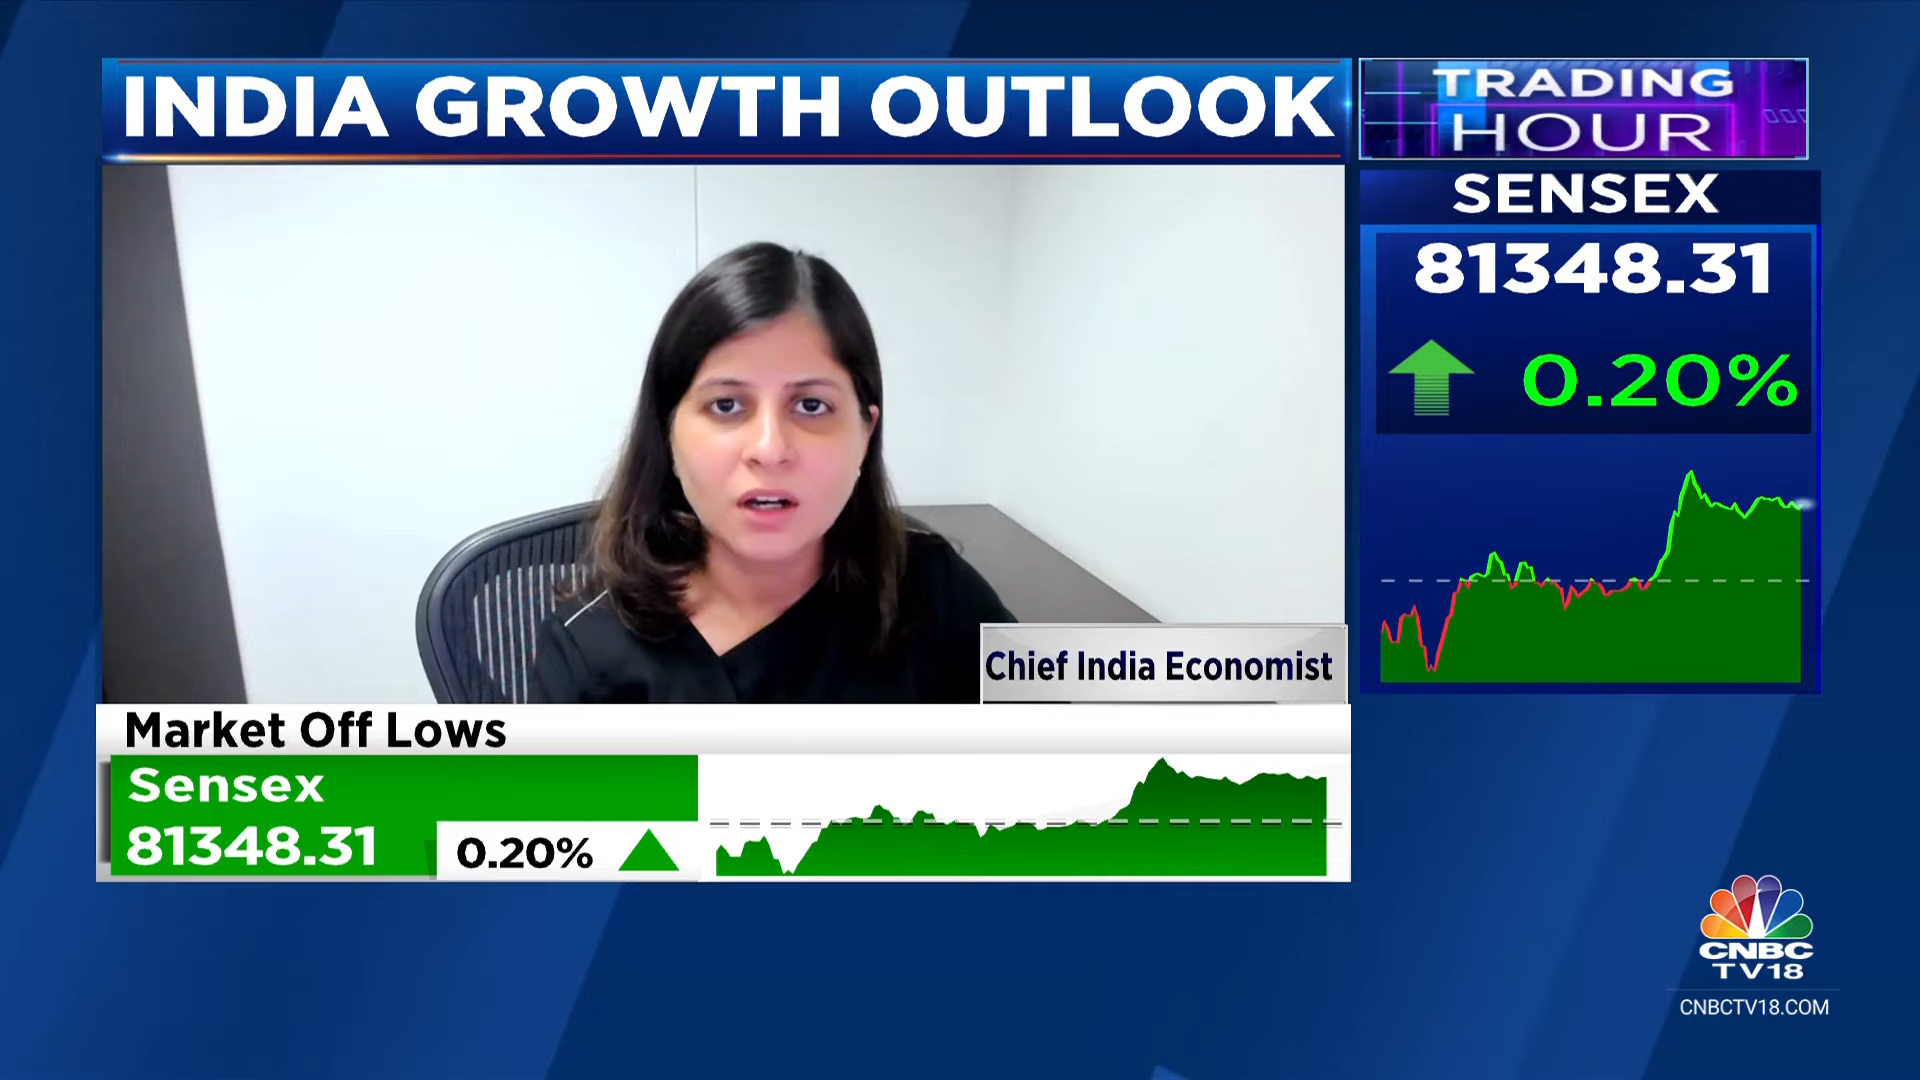 INDIA GROWTH OUTLOOK
TRADING
HOUR
SENSEX
81348.31
0.20%
Chief India Economist
Market Off Lows
Sensex
81348.31
0.20%
CNBC
TV18
CNBCTV18.COM